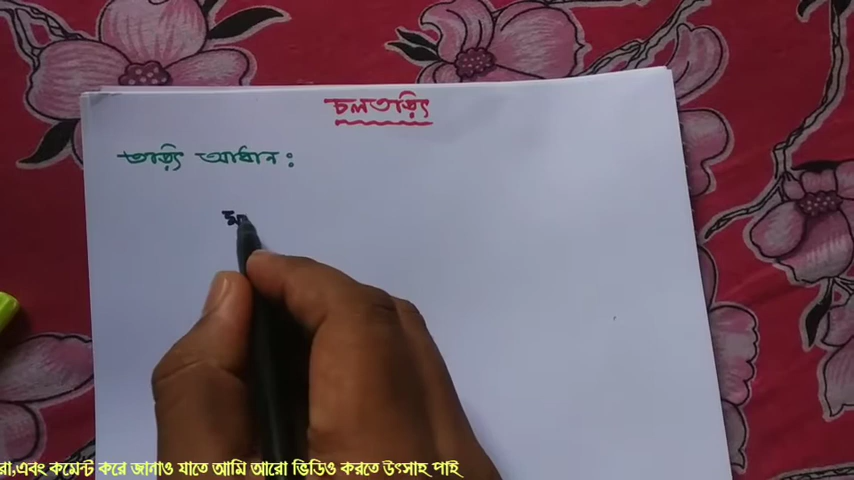 চলতড়িৎ
তড়িৎ আধান:
রা,এবং কমেন্ট করে জানাও যাতে আমি আরো ভিডিও করতে উৎসাহ পাই